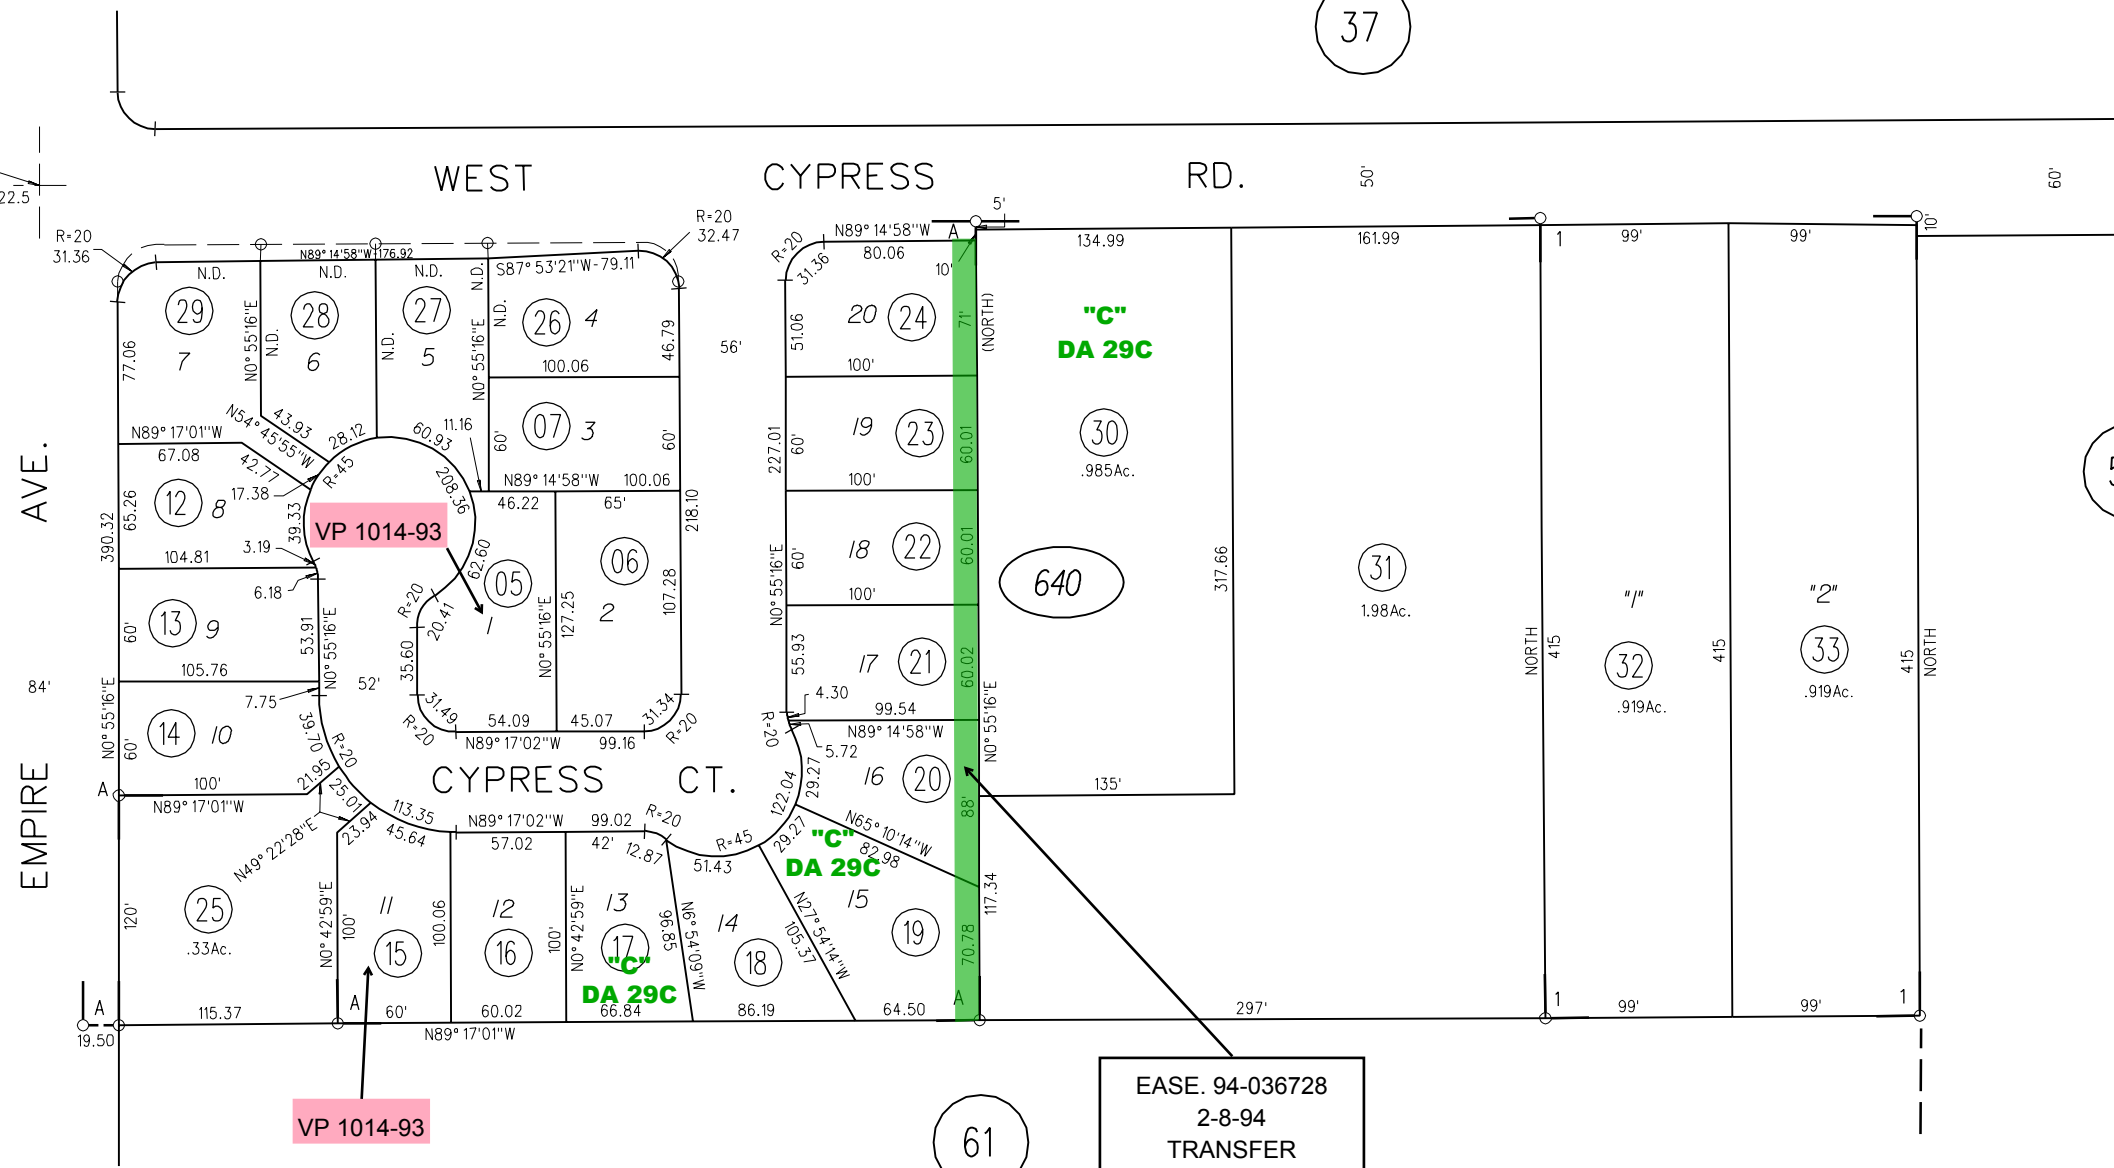 37
WEST CYPRESS RD.
50'
60'
22.5
R=20
31.36
R=20
32.47
5'
10'
N89° 14'58"W-176.92
S87° 53'21"W-79.11
N89° 14'58"W
80.06
R=20
31.36
A
10'
134.99
161.99
1
99'
99'
N.D.
N.D.
N.D.
N.D.
29
7
77.06
N0° 55'16"E
N.D.
28
6
N.D.
27
5
N0° 55'16"E
N.D.
26
4
46.79
100.06
56'
51.06
20
24
71'
(NORTH)
100'
"C"
DA 29C
N89° 17'01"W
67.08
N54° 45'55"W
43.93
42.77
28.12
60.93
11.16
60'
07
3
60'
N89° 14'58"W
100.06
227.01
60'
19
23
60.01
100'
30
.985Ac.
AVE.
390.32
65.26
12
8
17.38
R=45
39.33
208.36
VP 1014-93
46.22
65'
218.10
3.19
104.81
6.18
62.60
05
1
06
2
107.28
127.25
N0° 55'16"E
N0° 55'16"E
60'
18
22
60.01
100'
640
317.66
31
1.98Ac.
"1"
32
.919Ac.
"2"
33
.919Ac.
NORTH
415
415
415
NORTH
60'
13
9
105.76
53.91
N0° 55'16"E
R=20
20.41
35.60
52'
7.75
55.93
17
21
60.02
4.30
99.54
N89° 14'58"W
R=20
5.72
N0° 55'16"E
84'
N0° 55'16"E
60'
14
10
39.70
R=20
31.49
R=20
54.09
45.07
31.34
R=20
N89° 17'02"W
99.16
CYPRESS CT.
A
100'
N89° 17'01"W
21.95
25.01
23.94
N49° 22'28"E
113.35
45.64
N89° 17'02"W
99.02
57.02
42'
R=20
12.87
R=45
51.43
122.04
29.27
29.27
16
20
88'
135'
N65° 10'14"W
82.98
"C"
DA 29C
117.34
EMPIRE
120'
25
.33Ac.
N0° 42'59"E
100'
11
15
100.06
12
16
100'
N0° 42'59"E
13
17
"C"
DA 29C
96.85
N6° 54'09"W
14
18
N27° 54'14"W
105.37
15
19
70.78
A
A
A
115.37
60'
60.02
66.84
86.19
64.50
297'
1
99'
99'
1
19.50
N89° 17'01"W
VP 1014-93
61
EASE. 94-036728
2-8-94
TRANSFER